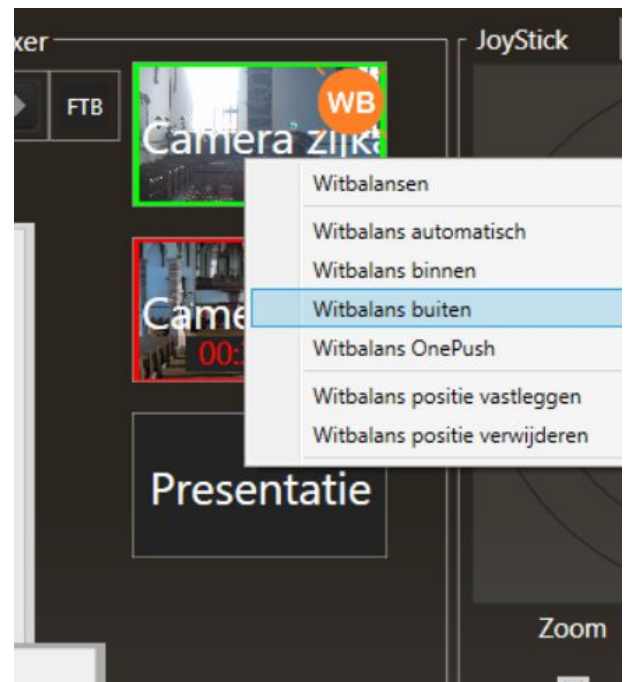 JoyStick
FTB
WB
Camera
Witbalansen
Witbalans automatisch
Witbalans binnen
Witbalans buiten
Witbalans OnePush
Witbalans positie vastleggen
Witbalans positie verwijderen
Presentatie
Zoom